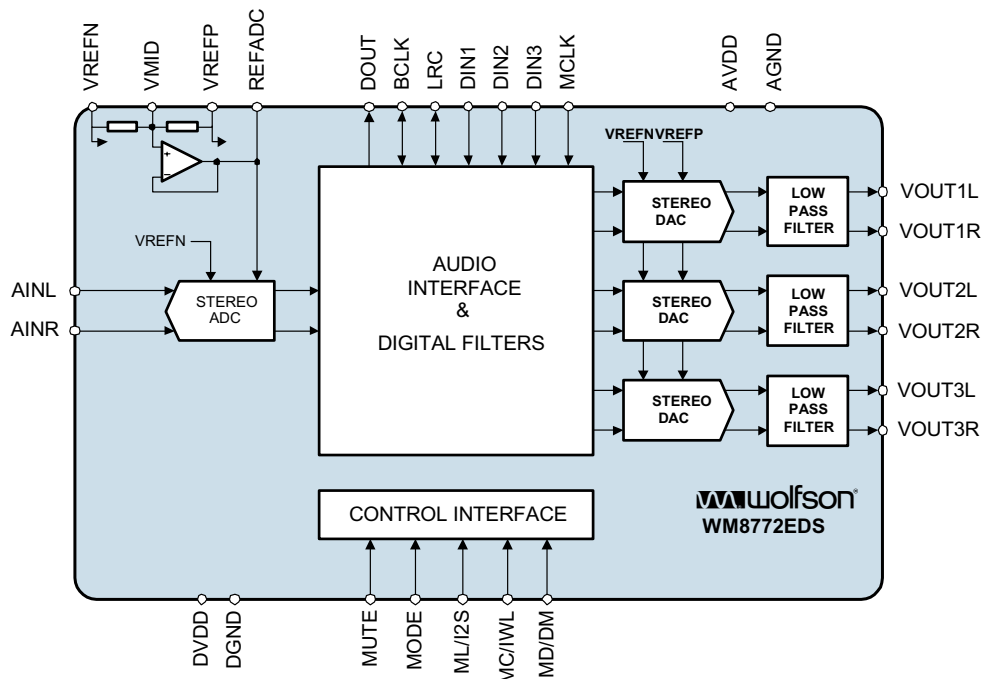 VREFN
VMID
VREFP
REFADC
DOUT
BCLK
LRC
DIN1
DIN2
DIN3
MCLK
AVDD
AGND
VREFN
VREFP
STEREO
DAC
LOW
PASS
FILTER
VOUT1L
VOUT1R
VREFN
AINL
AINR
STEREO
ADC
AUDIO
INTERFACE
&
DIGITAL FILTERS
STEREO
DAC
LOW
PASS
FILTER
VOUT2L
VOUT2R
STEREO
DAC
LOW
PASS
FILTER
VOUT3L
VOUT3R
CONTROL INTERFACE
wolfson®
WM8772EDS
DVDD
DGND
MUTE
MODE
ML/I2S
MC/IWL
MD/DM